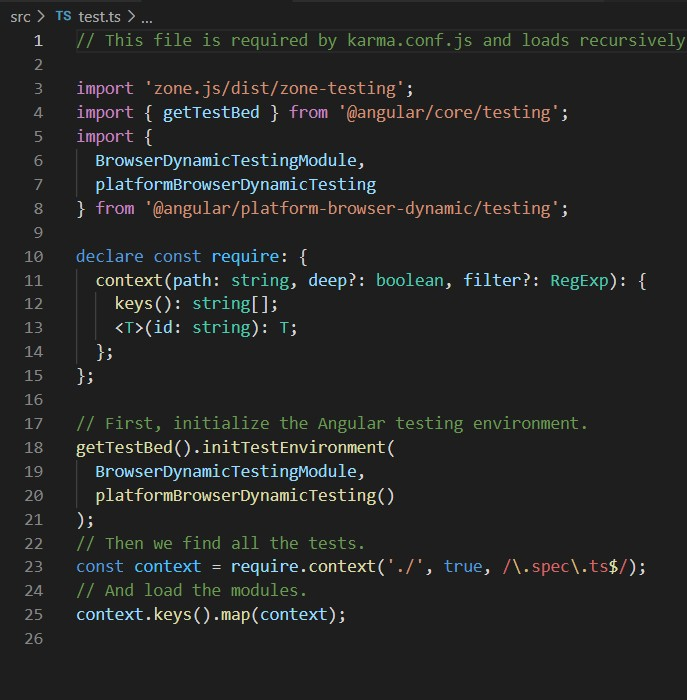 src > TS test.ts > ...
1 // This file is required by karma.conf.js and loads recursively
2
3 import 'zone.js/dist/zone-testing';
4 import { getTestBed } from '@angular/core/testing';
5 import {
6   BrowserDynamicTestingModule,
7   platformBrowserDynamicTesting
8 } from '@angular/platform-browser-dynamic/testing';
9
10 declare const require: {
11   context(path: string, deep?: boolean, filter?: RegExp): {
12     keys(): string[];
13     <T>(id: string): T;
14   };
15 };
16
17 // First, initialize the Angular testing environment.
18 getTestBed().initTestEnvironment(
19   BrowserDynamicTestingModule,
20   platformBrowserDynamicTesting()
21 );
22 // Then we find all the tests.
23 const context = require.context('./', true, /\.spec\.ts$/);
24 // And load the modules.
25 context.keys().map(context);
26